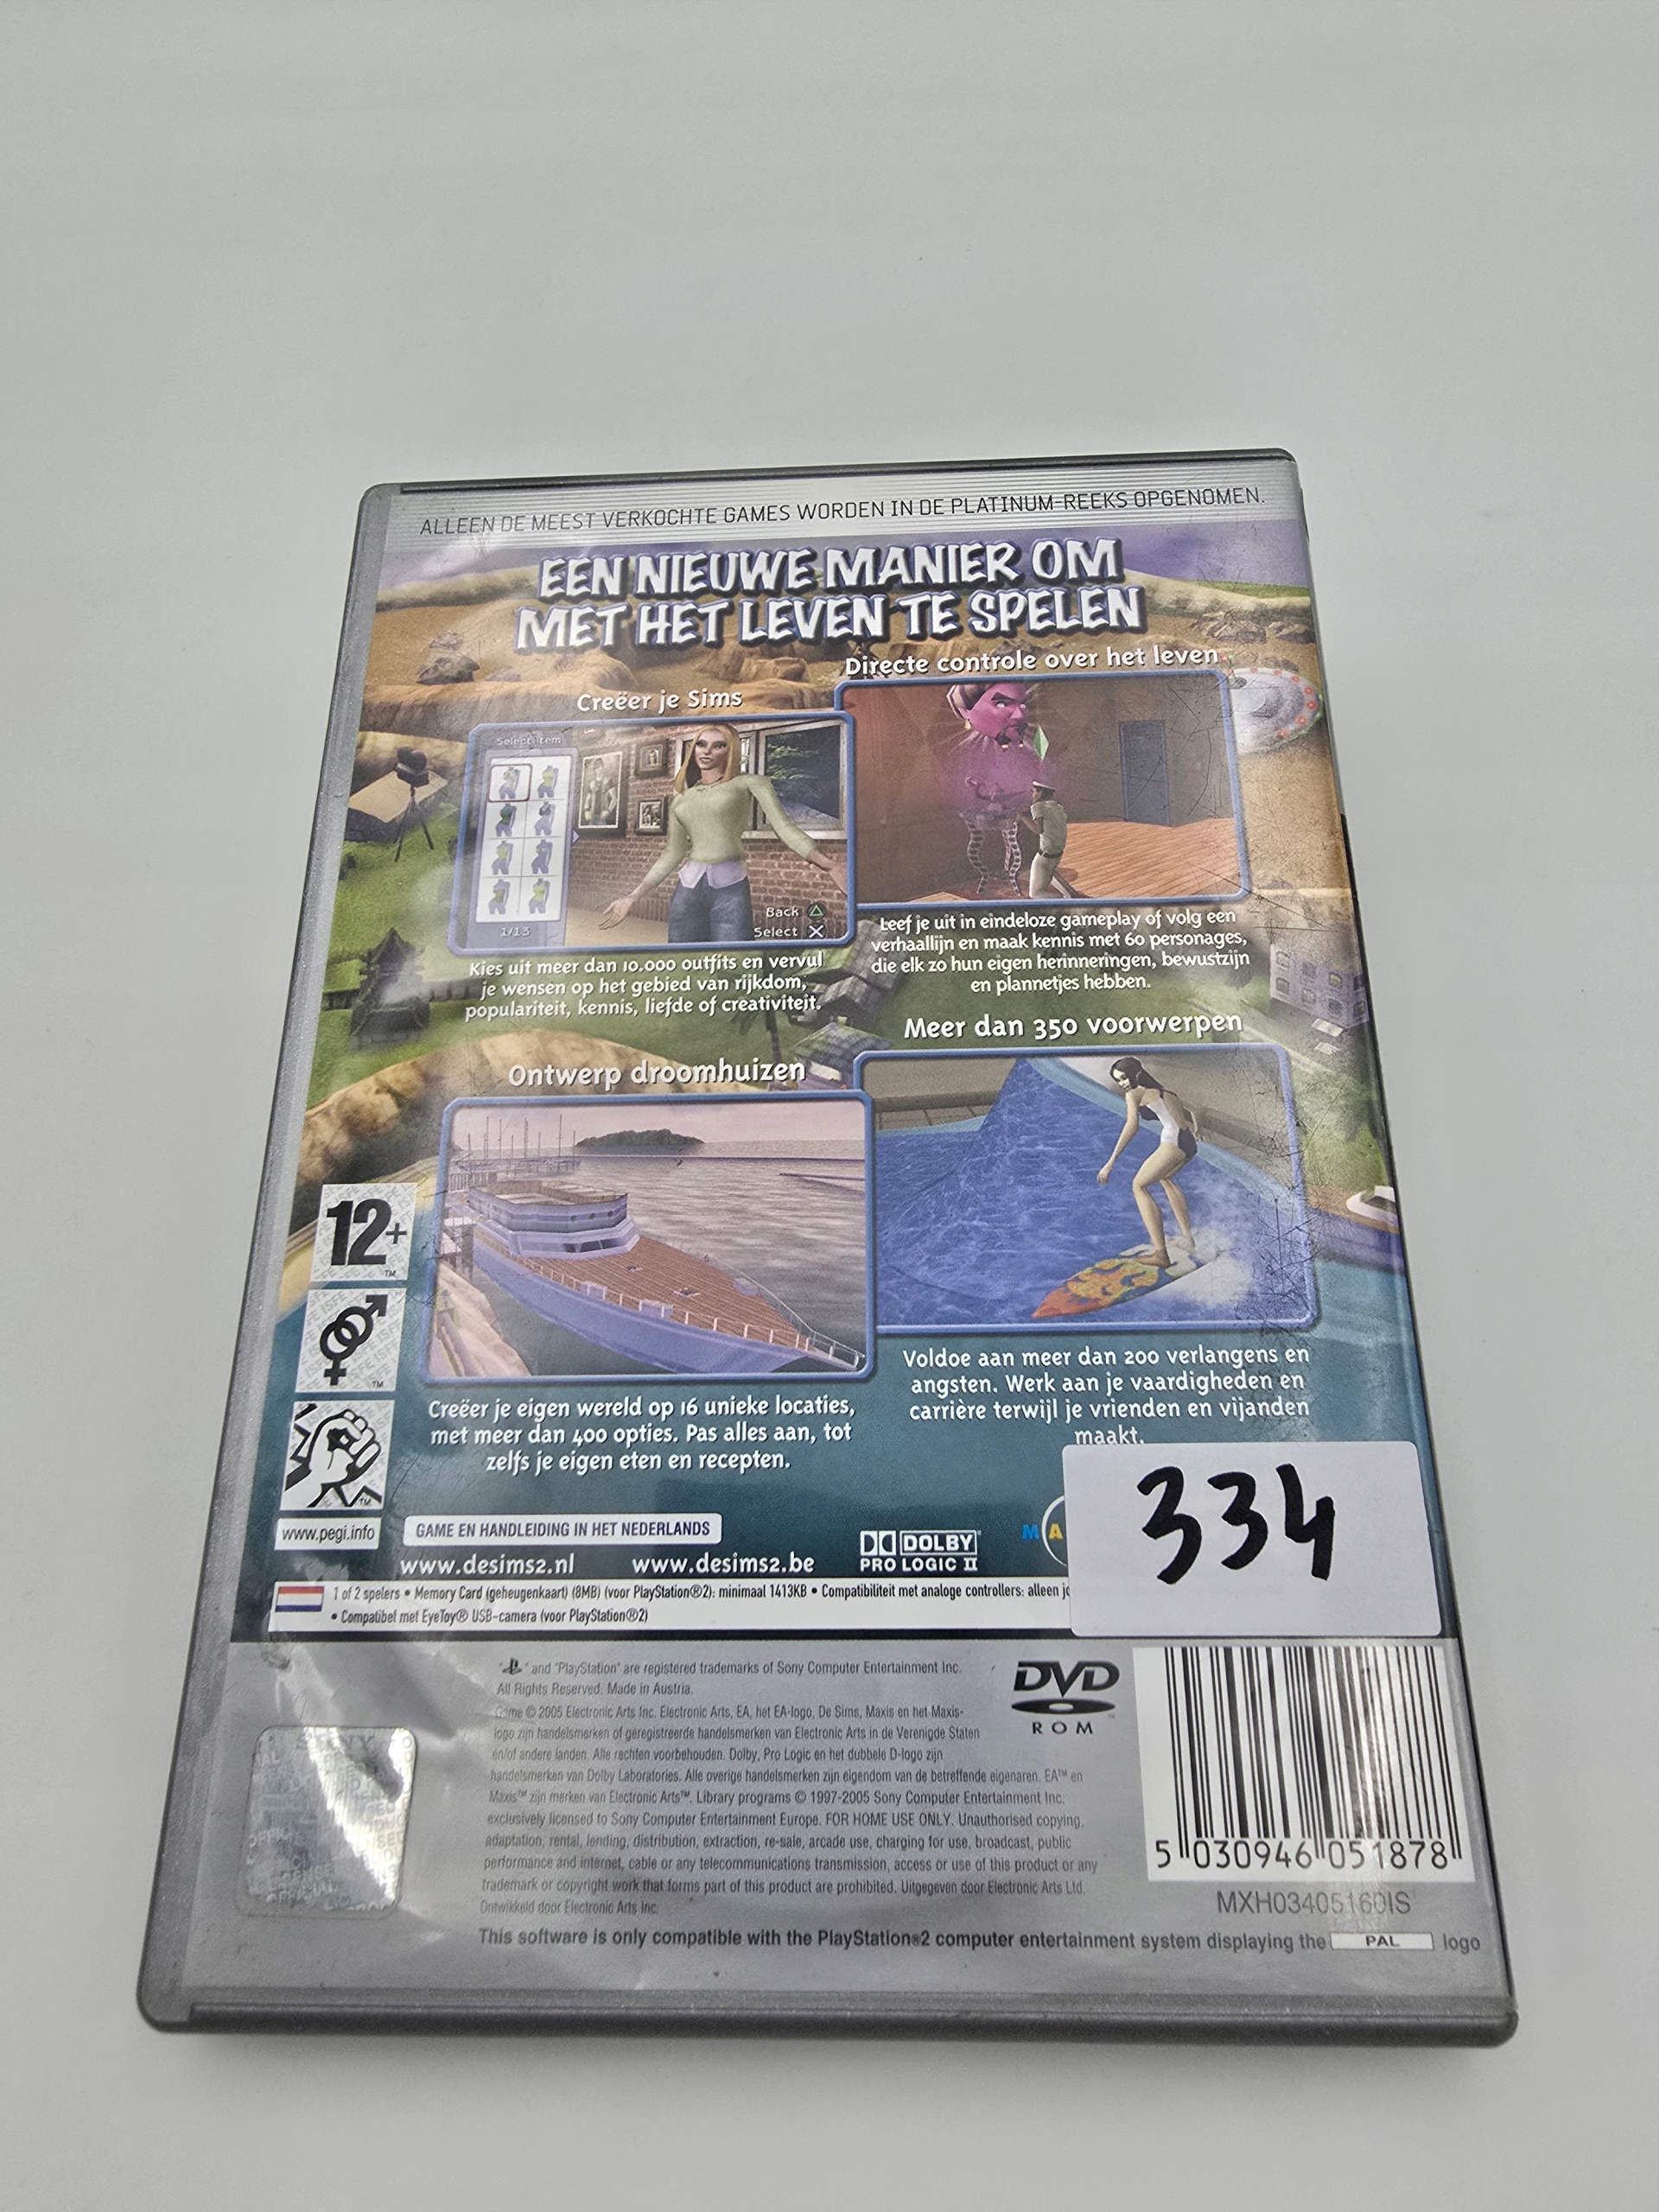 ALLEEN DE MEEST VERKOCHTE GAMES WORDEN IN DE PLATINUM-REEKS OPGENOMEN.
EEN NIEUWE MANIER OM
MET HET LEVEN TE SPELEN
Creëer je Sims
Select Item
1/13
Back
Select
Kies uit meer dan 10.000 outfits en vervul
je wensen op het gebied van rijkdom,
populariteit, kennis, liefde of creativiteit.
Directe controle over het leven
Leef je uit in eindeloze gameplay of volg een
verhaallijn en maak kennis met 60 personages,
die elk zo hun eigen herinneringen, bewustzijn
en plannetjes hebben.
Ontwerp droomhuizen
Creëer je eigen wereld op 16 unieke locaties,
met meer dan 400 opties. Pas alles aan, tot
zelfs je eigen eten en recepten.
Meer dan 350 voorwerpen
Voldoe aan meer dan 200 verlangens en
angsten. Werk aan je vaardigheden en
carrière terwijl je vrienden en vijanden
maakt.
12+
TM
TM
TM
www.pegi.info
334
GAME EN HANDLEIDING IN HET NEDERLANDS
www.desims2.nl www.desims2.be
DOLBY
PRO LOGIC II
MA
1 of 2 spelers • Memory Card (geheugenkaart) (8MB) (voor PlayStation®2): minimaal 1413KB • Compatibiliteit met analoge controllers: alleen
• Compatibel met EyeToy® USB-camera (voor PlayStation®2)
" " and "PlayStation" are registered trademarks of Sony Computer Entertainment Inc.
All Rights Reserved. Made in Austria.
Game © 2005 Electronic Arts Inc. Electronic Arts, EA, het EA-logo, De Sims, Maxis en het Maxis-
logo zijn handelsmerken of geregistreerde handelsmerken van Electronic Arts in de Verenigde Staten
en/of andere landen. Alle rechten voorbehouden. Dolby, Pro Logic en het dubbele D-logo zijn
handelsmerken van Dolby Laboratories. Alle overige handelsmerken zijn eigendom van de betreffende eigenaren. EA™ en
Maxis™ zijn merken van Electronic Arts™. Library programs © 1997-2005 Sony Computer Entertainment Inc.
exclusively licensed to Sony Computer Entertainment Europe. FOR HOME USE ONLY. Unauthorised copying,
adaptation, rental, lending, distribution, extraction, re-sale, arcade use, charging for use, broadcast, public
performance and internet, cable or any telecommunications transmission, access or use of this product or any
trademark or copyright work that forms part of this product are prohibited. Uitgegeven door Electronic Arts Ltd.
Ontwikkeld door Electronic Arts Inc.
DVD
ROM
5 030946 051878
MXH03405160IS
This software is only compatible with the PlayStation®2 computer entertainment system displaying the PAL logo